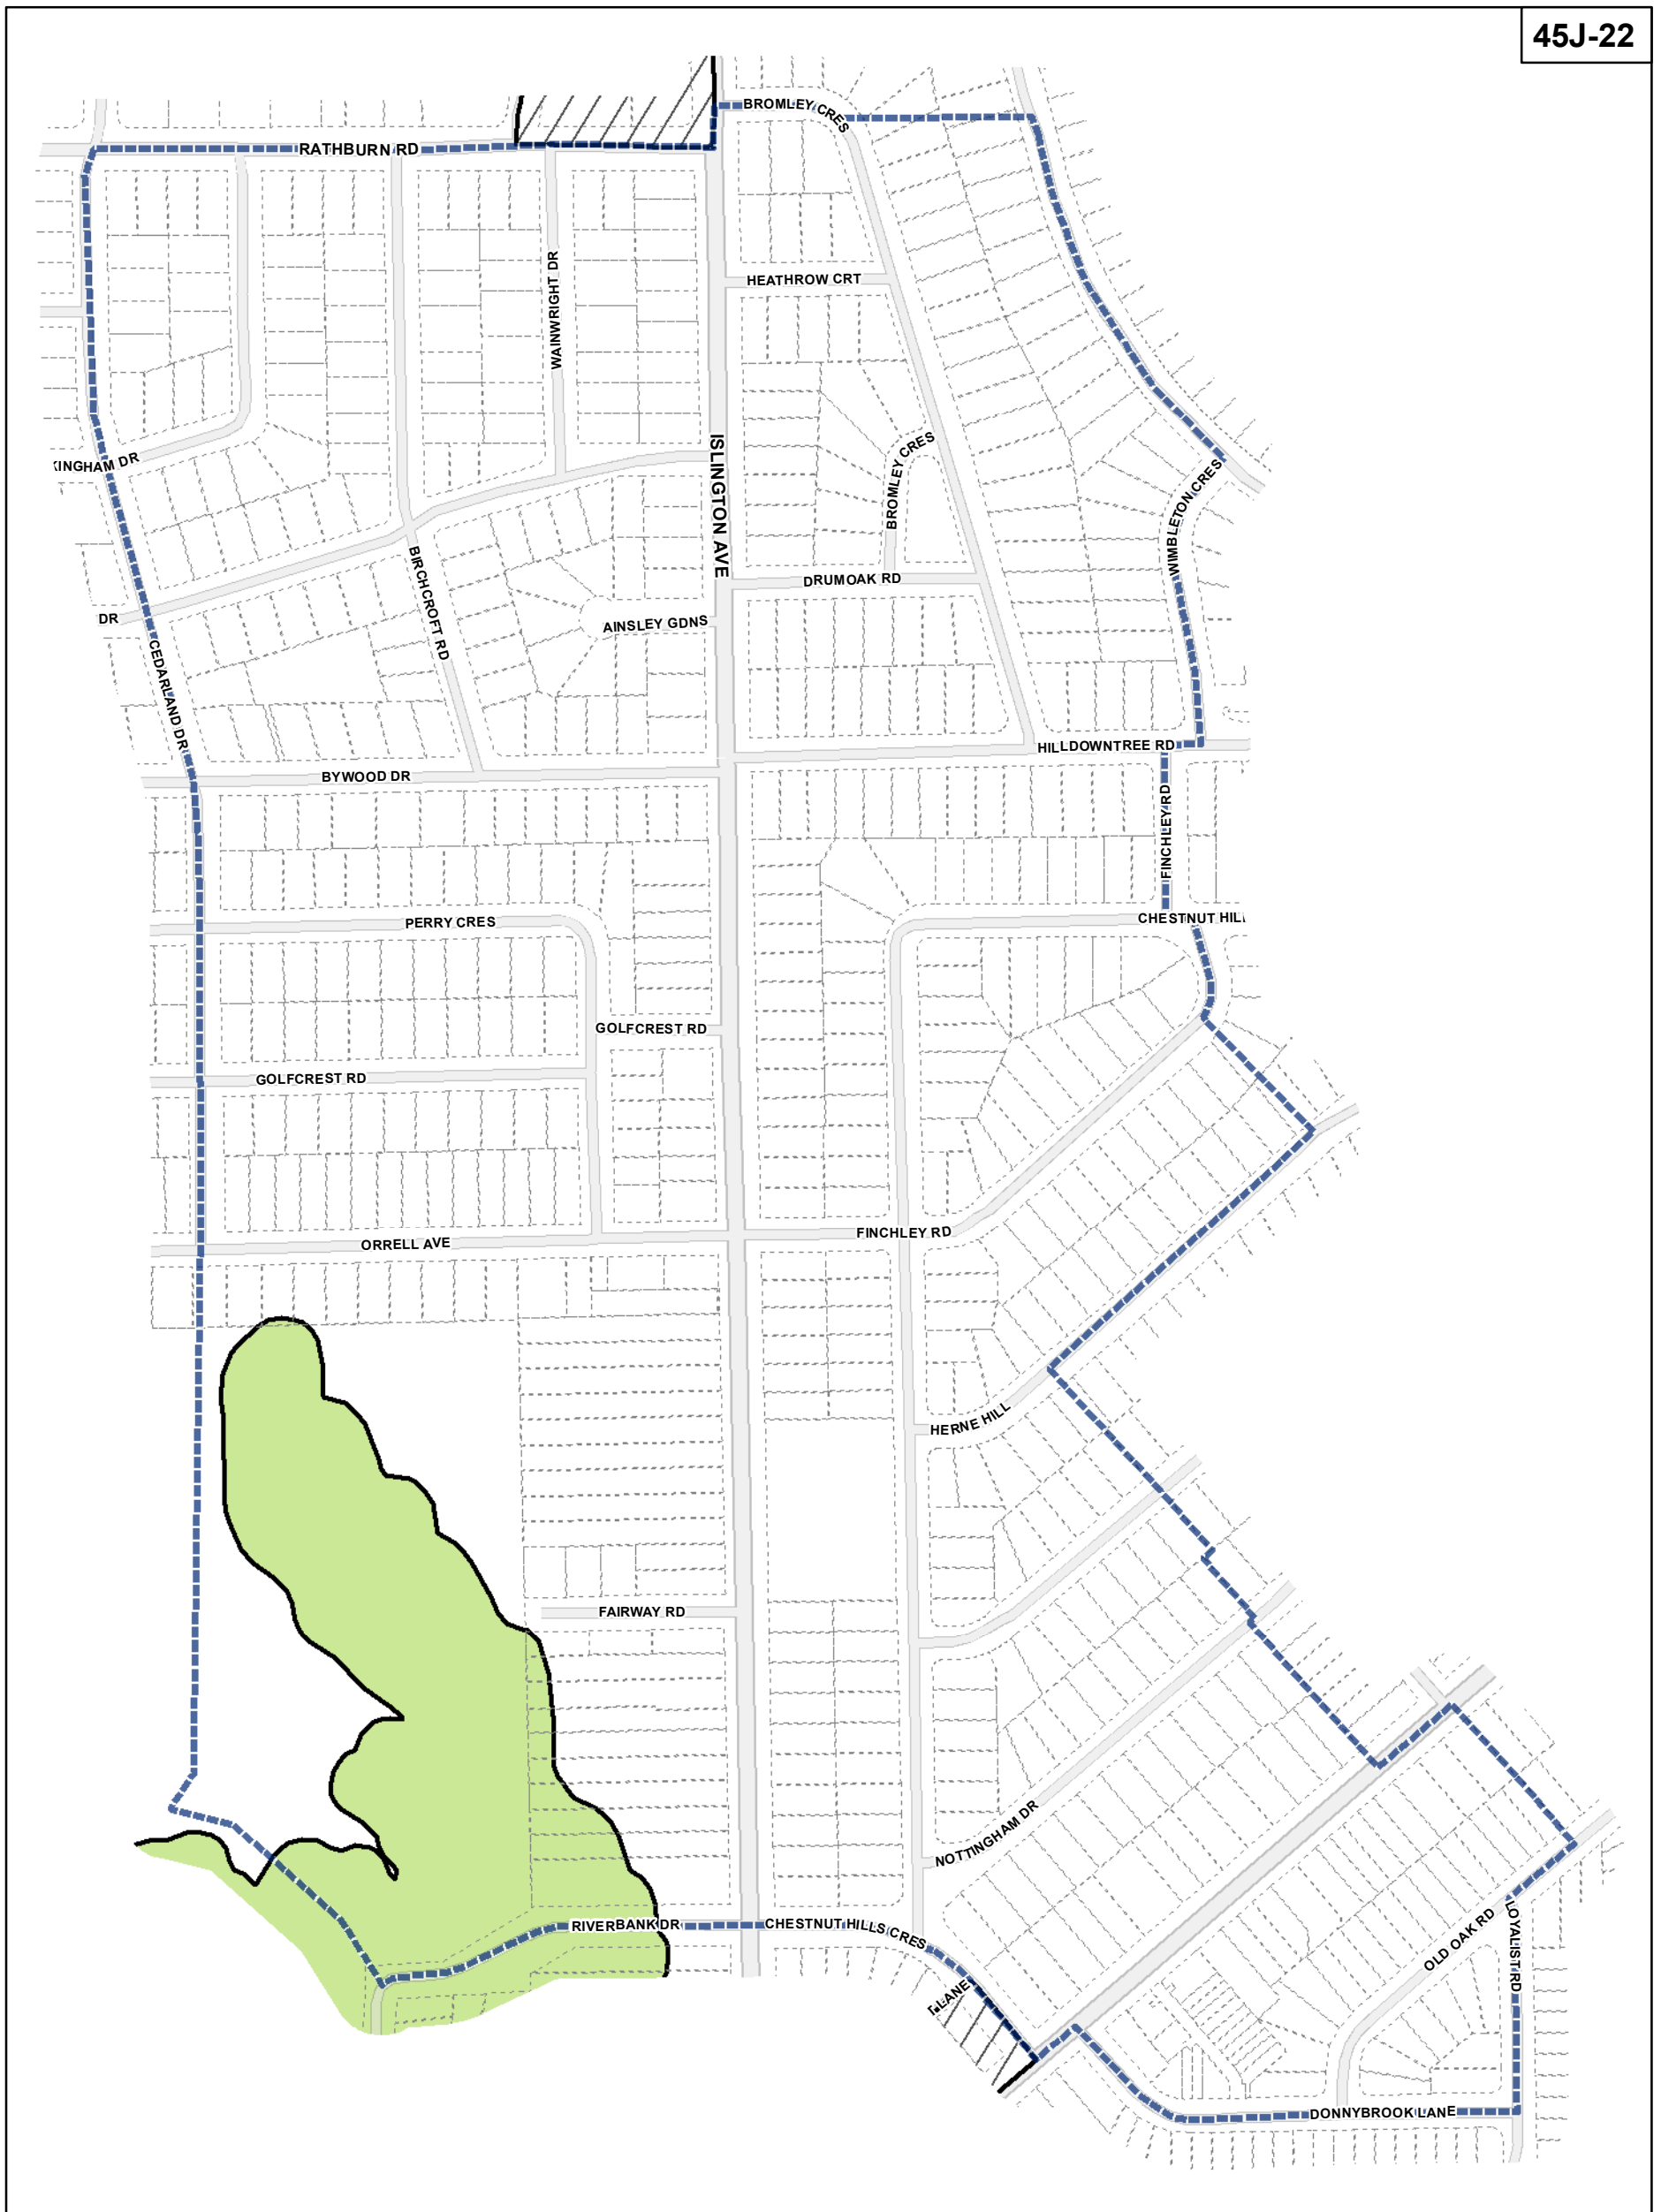 45J-22
BROMLEY CRES
RATHBURN RD
HEATHROW CRT
WAINWRIGHT DR
ISLINGTON AVE
BROMLEY CRES
KINGHAM DR
WIMBLETON CRES
BIRCHCROFT RD
DRUMOAK RD
DR
AINSLEY GDNS
CEDARLAND DR
HILLDOWNTREE RD
BYWOOD DR
FINCHLEY RD
PERRY CRES
CHESTNUT HIL
GOLFCREST RD
GOLFCREST RD
FINCHLEY RD
ORRELL AVE
HERNE HILL
FAIRWAY RD
NOTTINGHAM DR
RIVERBANK DR
CHESTNUT HILLS CRES
OLD OAK RD
LOYALIST RD
LANE
DONNYBROOK LANE